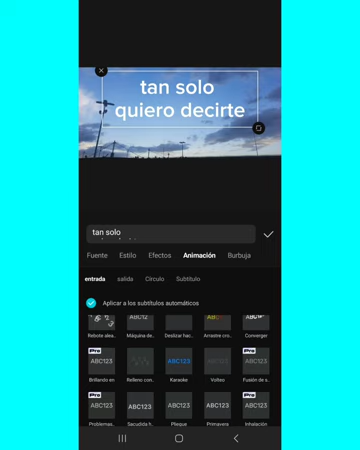 tan solo
quiero decirte
tan solo
Fuente Estilo Efectos Animación Burbuja
entrada salida Círculo Subtítulo
Aplicar a los subtítulos automáticos
ABC12
Rebote alea.. Máquina de.. Deslizar hac.. Arrastre cro.. Converger
Pro Pro
ABC123 ABC123 ABC123 ABC123
Brillando en Relleno con.. Karaoke Volteo Fusión de s..
Pro Pro
ABC123 ABC123 ABC123 ABC123 ABC123
Problemas.. Sacudida h.. Pliegue Primavera Inhalación